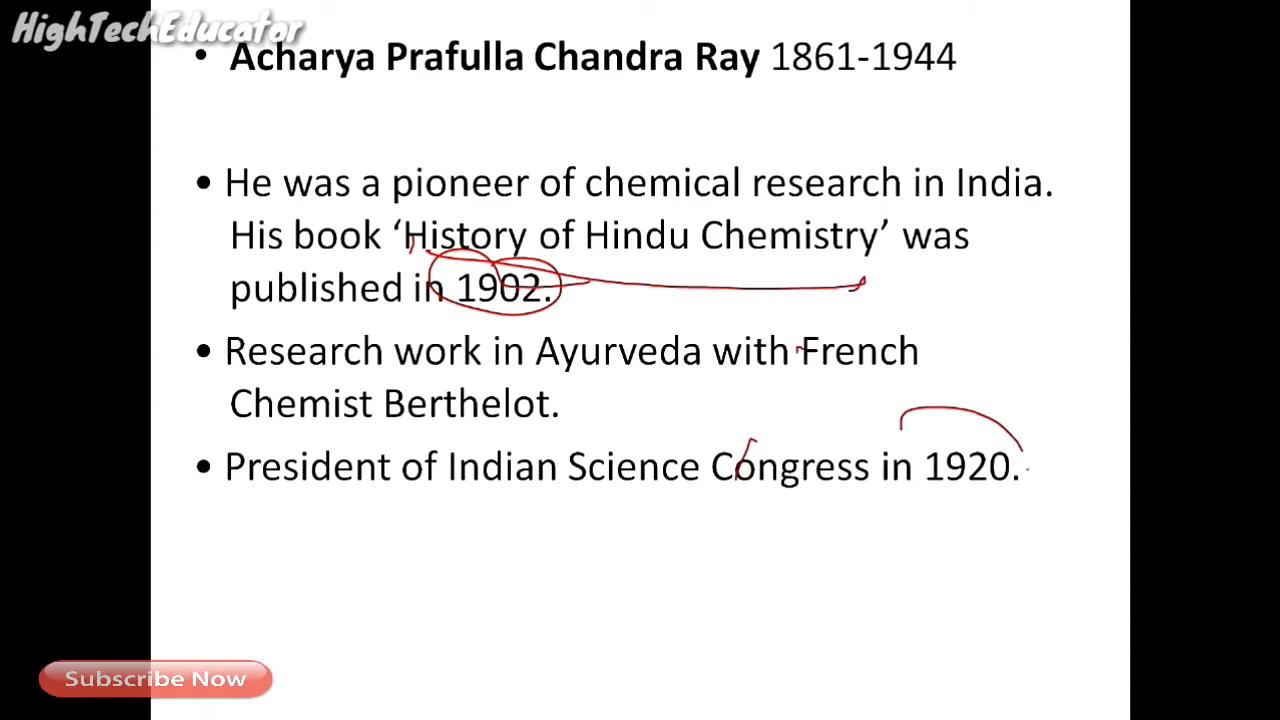 HighTechEducator
• Acharya Prafulla Chandra Ray 1861-1944
• He was a pioneer of chemical research in India.
His book ‘History of Hindu Chemistry’ was
published in 1902.
• Research work in Ayurveda with French
Chemist Berthelot.
• President of Indian Science Congress in 1920.
Subscribe Now